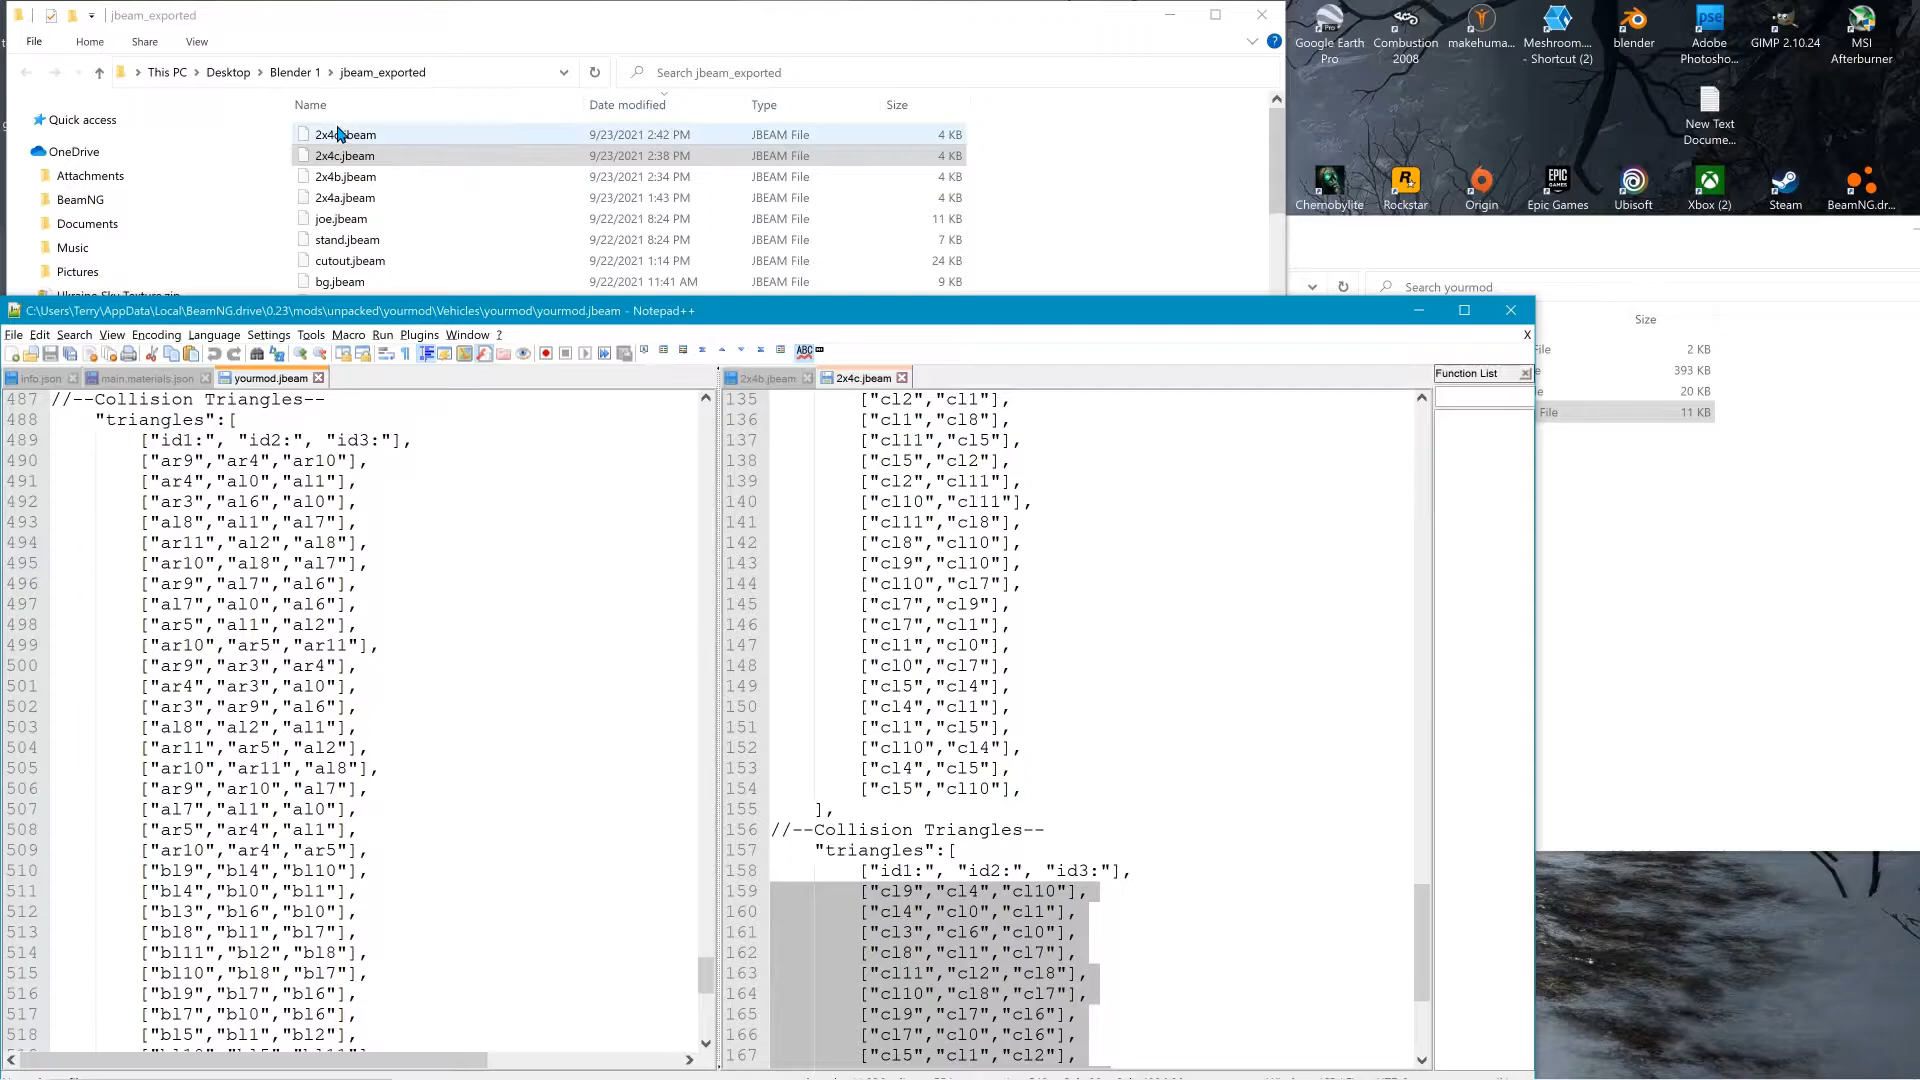 jbeam_exported
File Home Share View
This PC Desktop Blender 1 jbeam_exported
Search jbeam_exported
Name Date modified Type Size
Quick access
OneDrive
Attachments
BeamNG
Documents
Music
Pictures
9/23/2021 2:42 PM JBEAM File 4 KB
2x4c.jbeam 9/23/2021 2:38 PM JBEAM File 4 KB
2x4b.jbeam 9/23/2021 2:34 PM JBEAM File 4 KB
2x4a.jbeam 9/23/2021 1:43 PM JBEAM File 4 KB
joe.jbeam 9/22/2021 8:24 PM JBEAM File 11 KB
stand.jbeam 9/22/2021 8:24 PM JBEAM File 7 KB
cutout.jbeam 9/22/2021 1:14 PM JBEAM File 24 KB
bg.jbeam 9/22/2021 11:41 AM JBEAM File 9 KB
Google Earth Pro
Combustion 2008
makehuma...
Meshroom.... - Shortcut (2)
blender
Adobe Photosho...
GIMP 2.10.24
MSI Afterburner
New Text Docume...
Chernobylite
Rockstar
Origin
Epic Games
Ubisoft
Xbox (2)
Steam
BeamNG.dr...
Search yourmod
Size
File 2 KB
393 KB
20 KB
File 11 KB
C:\Users\Terry\AppData\Local\BeamNG.drive\0.23\mods\unpacked\yourmod\Vehicles\yourmod\yourmod.jbeam - Notepad++
File Edit Search View Encoding Language Settings Tools Macro Run Plugins Window ? X
info.json main.materials.json yourmod.jbeam
487 //--Collision Triangles--
488 "triangles":[
489 ["id1:", "id2:", "id3:"],
490 ["ar9","ar4","ar10"],
491 ["ar4","al0","al1"],
492 ["ar3","al6","al0"],
493 ["al8","al1","al7"],
494 ["ar11","al2","al8"],
495 ["ar10","al8","al7"],
496 ["ar9","al7","al6"],
497 ["al7","al0","al6"],
498 ["ar5","al1","al2"],
499 ["ar10","ar5","ar11"],
500 ["ar9","ar3","ar4"],
501 ["ar4","ar3","al0"],
502 ["ar3","ar9","al6"],
503 ["al8","al2","al1"],
504 ["ar11","ar5","al2"],
505 ["ar10","ar11","al8"],
506 ["ar9","ar10","al7"],
507 ["al7","al1","al0"],
508 ["ar5","ar4","al1"],
509 ["ar10","ar4","ar5"],
510 ["bl9","bl4","bl10"],
511 ["bl4","bl0","bl1"],
512 ["bl3","bl6","bl0"],
513 ["bl8","bl1","bl7"],
514 ["bl11","bl2","bl8"],
515 ["bl10","bl8","bl7"],
516 ["bl9","bl7","bl6"],
517 ["bl7","bl0","bl6"],
518 ["bl5","bl1","bl2"],
2x4b.jbeam 2x4c.jbeam
135 ["cl2","cl1"],
136 ["cl1","cl8"],
137 ["cl11","cl5"],
138 ["cl5","cl2"],
139 ["cl2","cl11"],
140 ["cl10","cl11"],
141 ["cl11","cl8"],
142 ["cl8","cl10"],
143 ["cl9","cl10"],
144 ["cl10","cl7"],
145 ["cl7","cl9"],
146 ["cl7","cl1"],
147 ["cl1","cl0"],
148 ["cl0","cl7"],
149 ["cl5","cl4"],
150 ["cl4","cl1"],
151 ["cl1","cl5"],
152 ["cl10","cl4"],
153 ["cl4","cl5"],
154 ["cl5","cl10"],
155 ],
156 //--Collision Triangles--
157 "triangles":[
158 ["id1:", "id2:", "id3:"],
159 ["cl9","cl4","cl10"],
160 ["cl4","cl0","cl1"],
161 ["cl3","cl6","cl0"],
162 ["cl8","cl1","cl7"],
163 ["cl11","cl2","cl8"],
164 ["cl10","cl8","cl7"],
165 ["cl9","cl7","cl6"],
166 ["cl7","cl0","cl6"],
167 ["cl5","cl1","cl2"],
Function List